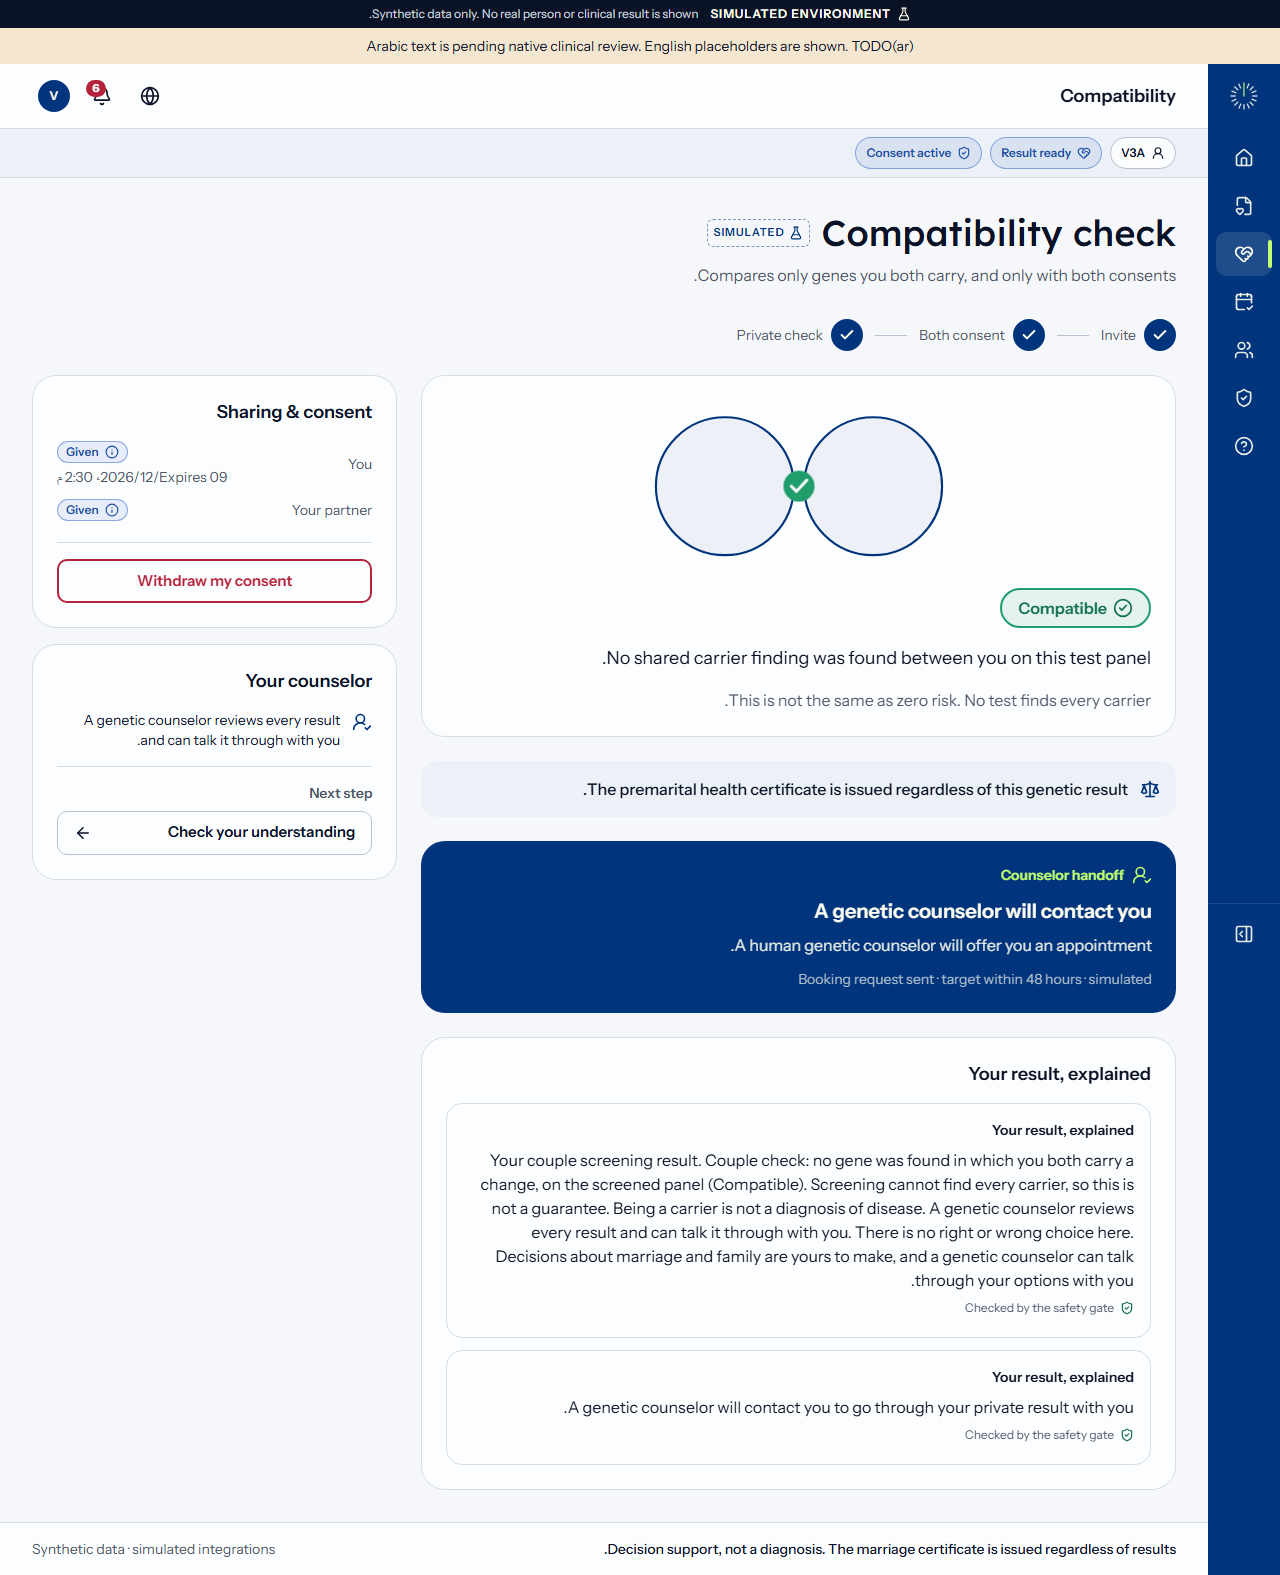 SIMULATED ENVIRONMENT Synthetic data only. No real person or clinical result is shown.
Arabic text is pending native clinical review. English placeholders are shown. TODO(ar)
Compatibility
6
V
V3A
Result ready
Consent active
Compatibility check
SIMULATED
Compares only genes you both carry, and only with both consents.
Invite
Both consent
Private check
Compatible
No shared carrier finding was found between you on this test panel.
This is not the same as zero risk. No test finds every carrier.
The premarital health certificate is issued regardless of this genetic result.
Counselor handoff
A genetic counselor will contact you
A human genetic counselor will offer you an appointment.
Booking request sent · target within 48 hours · simulated
Your result, explained
Your result, explained
Your couple screening result. Couple check: no gene was found in which you both carry a
change, on the screened panel (Compatible). Screening cannot find every carrier, so this is
not a guarantee. Being a carrier is not a diagnosis of disease. A genetic counselor reviews
every result and can talk it through with you. There is no right or wrong choice here.
Decisions about marriage and family are yours to make, and a genetic counselor can talk
through your options with you.
Checked by the safety gate
Your result, explained
A genetic counselor will contact you to go through your private result with you.
Checked by the safety gate
Sharing & consent
You
Given
Expires 09/12/2026، 2:30 م
Your partner
Given
Withdraw my consent
Your counselor
A genetic counselor reviews every result
and can talk it through with you.
Next step
Check your understanding
Decision support, not a diagnosis. The marriage certificate is issued regardless of results.
Synthetic data · simulated integrations